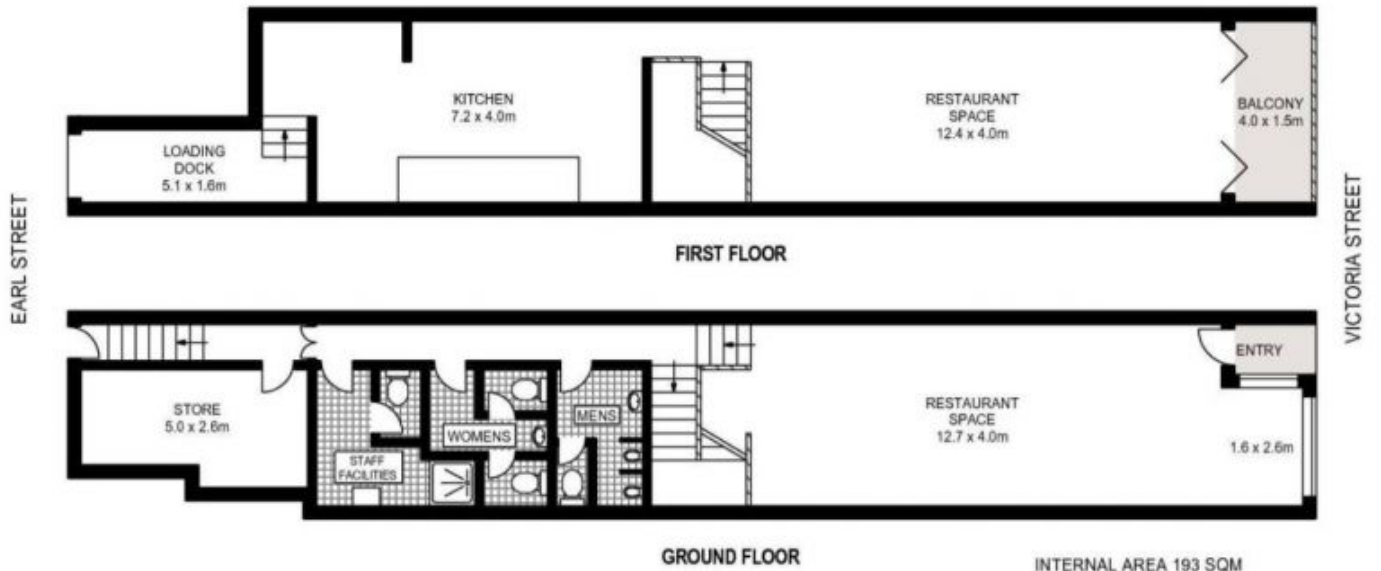 KITCHEN
7.2 x 4.0m
RESTAURANT
SPACE
12.4 x 4.0m
BALCONY
4.0 x 1.5m
LOADING
DOCK
5.1 x 1.6m
EARL STREET
VICTORIA STREET
FIRST FLOOR
ENTRY
STORE
5.0 x 2.6m
WOMENS
MENS
STAFF
FACILITIES
RESTAURANT
SPACE
12.7 x 4.0m
1.6 x 2.6m
GROUND FLOOR
INTERNAL AREA 193 SQM